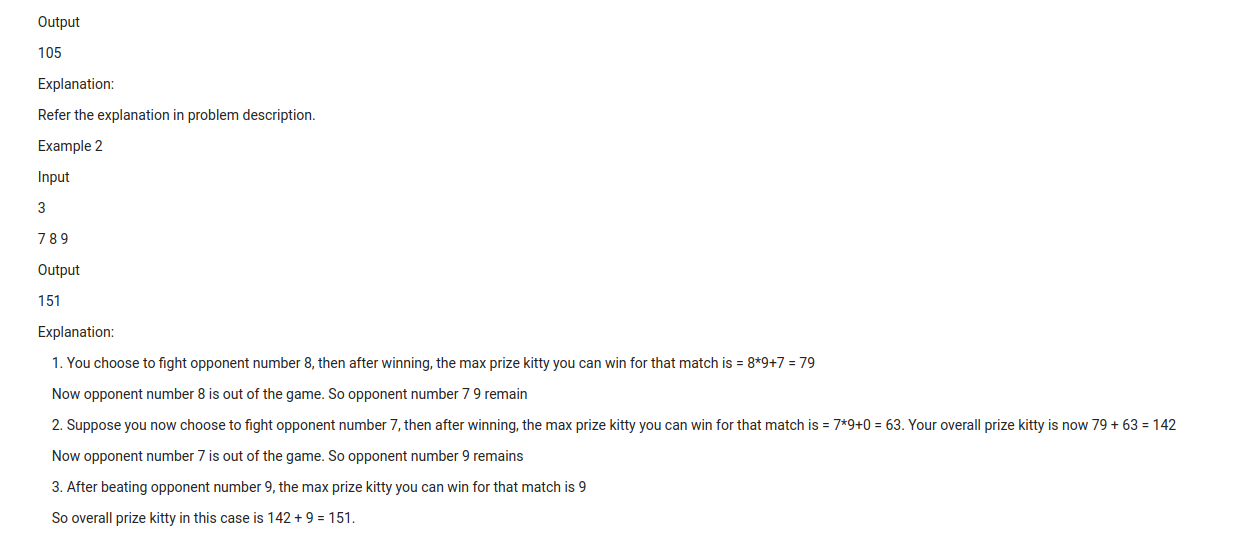 Output
105
Explanation:
Refer the explanation in problem description.
Example 2
Input
3
7 8 9
Output
151
Explanation:
1. You choose to fight opponent number 8, then after winning, the max prize kitty you can win for that match is = 8*9+7 = 79
Now opponent number 8 is out of the game. So opponent number 7 9 remain
2. Suppose you now choose to fight opponent number 7, then after winning, the max prize kitty you can win for that match is = 7*9+0 = 63. Your overall prize kitty is now 79 + 63 = 142
Now opponent number 7 is out of the game. So opponent number 9 remains
3. After beating opponent number 9, the max prize kitty you can win for that match is 9
So overall prize kitty in this case is 142 + 9 = 151.